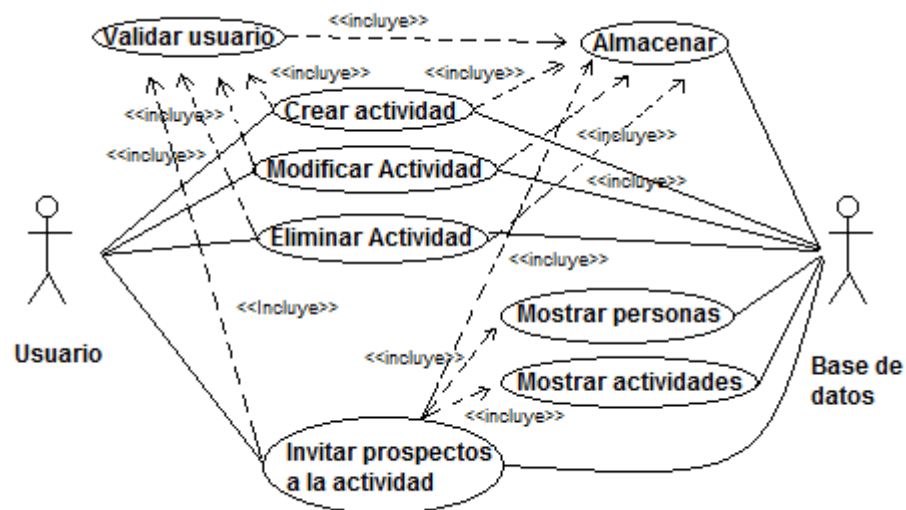 <<incluye>>
Validar usuario
Almacenar
<<incluye>>
<<incluye>>
Crear actividad
<<incluye>>
<<incluye>>
<<incluye>>
Modificar Actividad
<<incluye>>
Eliminar Actividad
<<incluye>>
<<Incluye>>
Mostrar personas
Usuario
<<incluye>>
Base de
datos
Mostrar actividades
<<incluye>>
Invitar prospectos
a la actividad